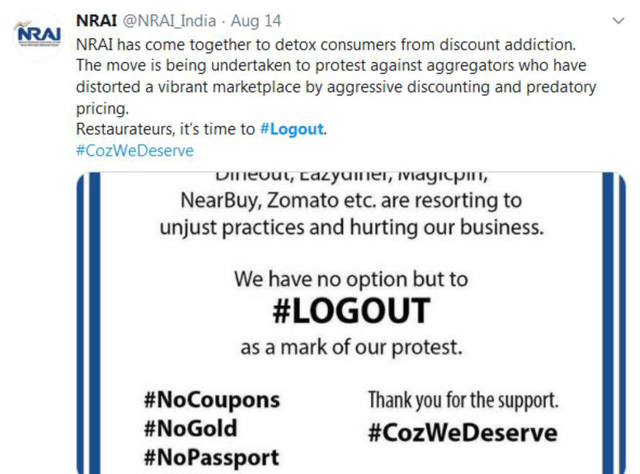 NRAI
NRAI @NRAI_India · Aug 14
NRAI has come together to detox consumers from discount addiction.
The move is being undertaken to protest against aggregators who have
distorted a vibrant marketplace by aggressive discounting and predatory
pricing.
Restaurateurs, it's time to #Logout.
#CozWeDeserve
Dineout, Eazydiner, Magicpin,
NearBuy, Zomato etc. are resorting to
unjust practices and hurting our business.
We have no option but to
#LOGOUT
as a mark of our protest.
#NoCoupons
#NoGold
#NoPassport
Thank you for the support.
#CozWeDeserve